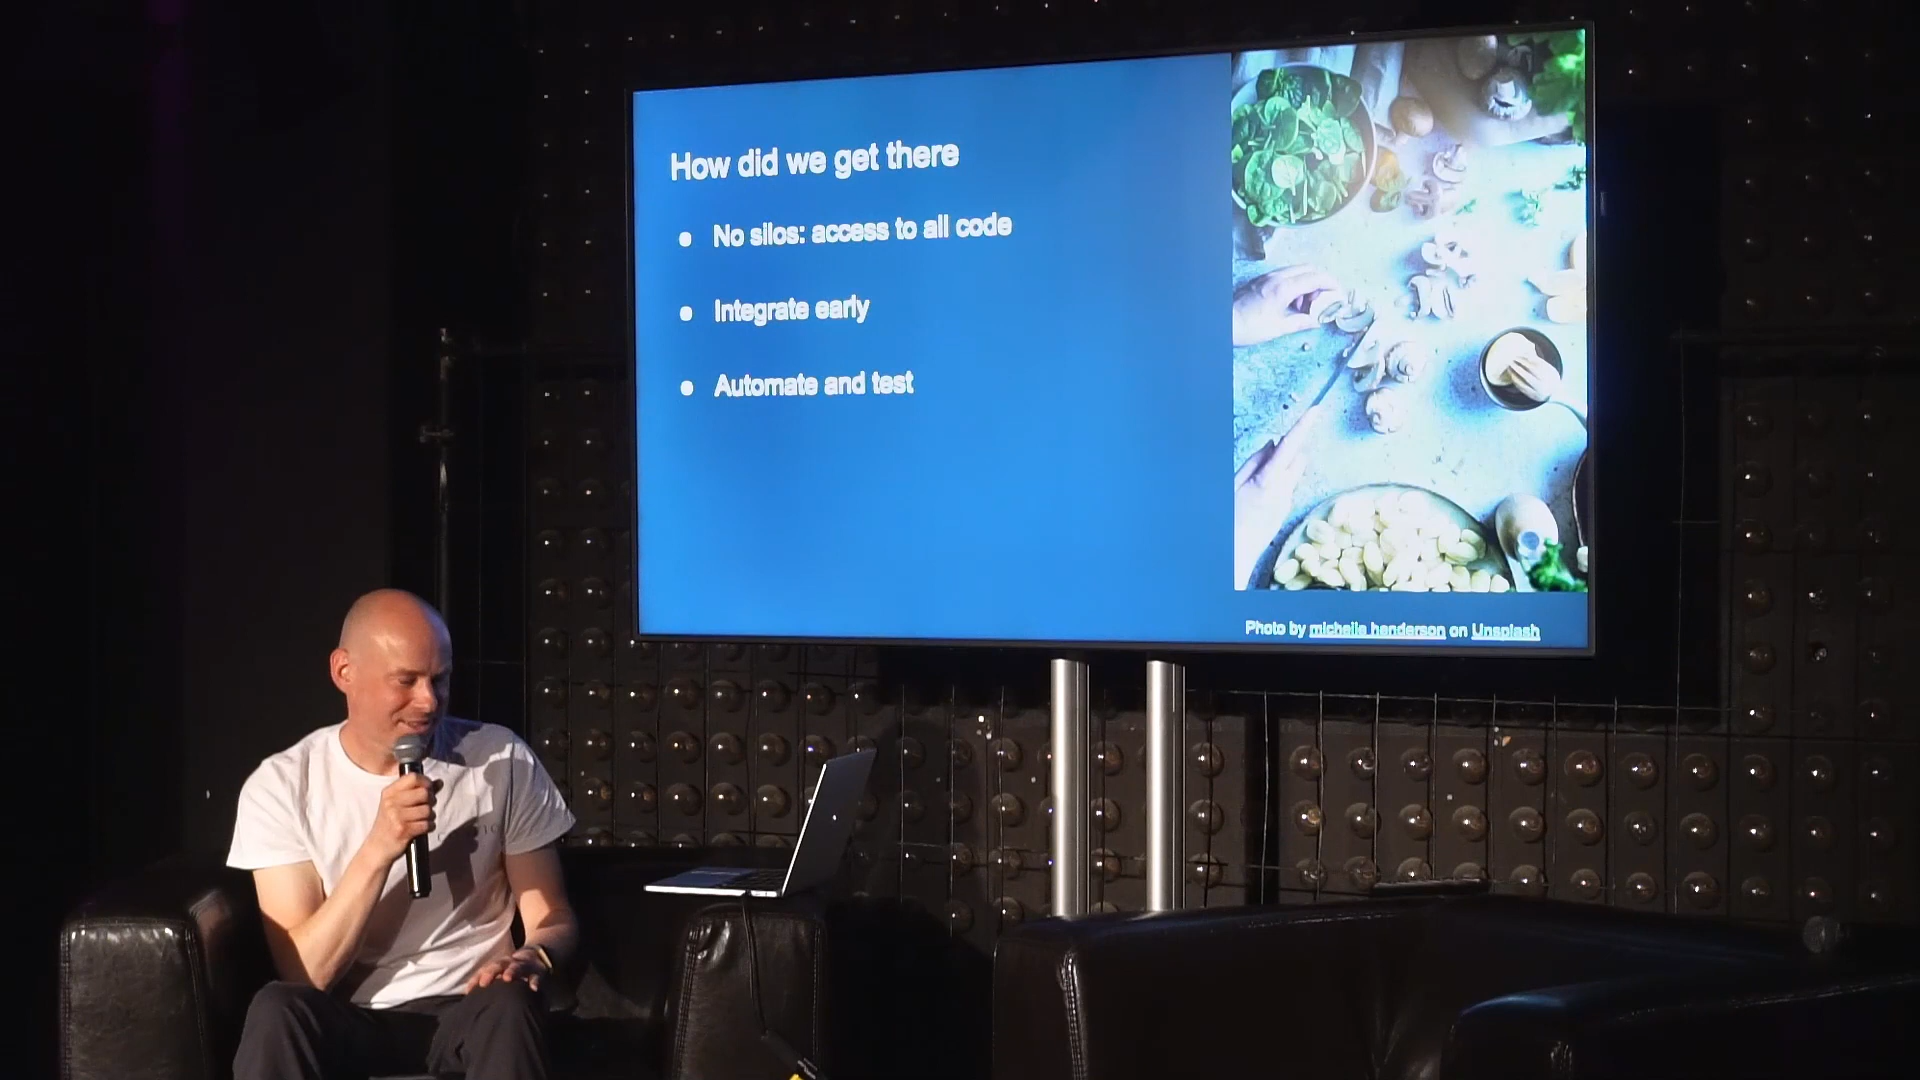 How did we get there
No silos: access to all code
Integrate early
Automate and test
Photo by michaila henderson on Unsplash